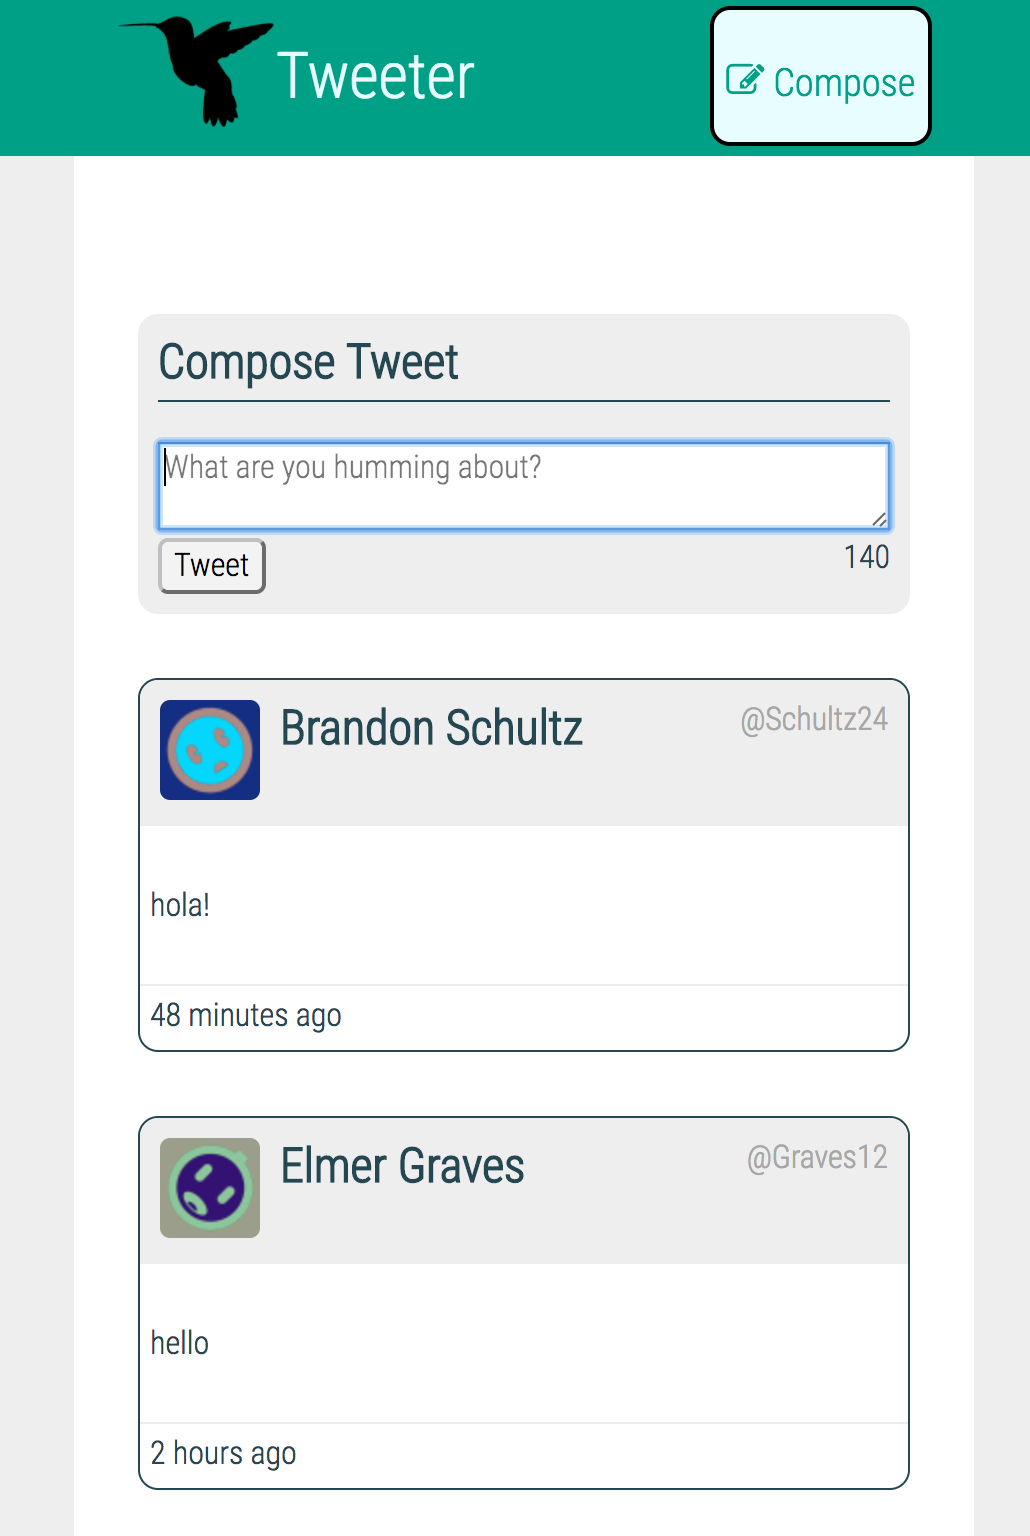 Tweeter
Compose
Compose Tweet
What are you humming about?
Tweet
140
Brandon Schultz
@Schultz24
hola!
48 minutes ago
Elmer Graves
@Graves12
hello
2 hours ago